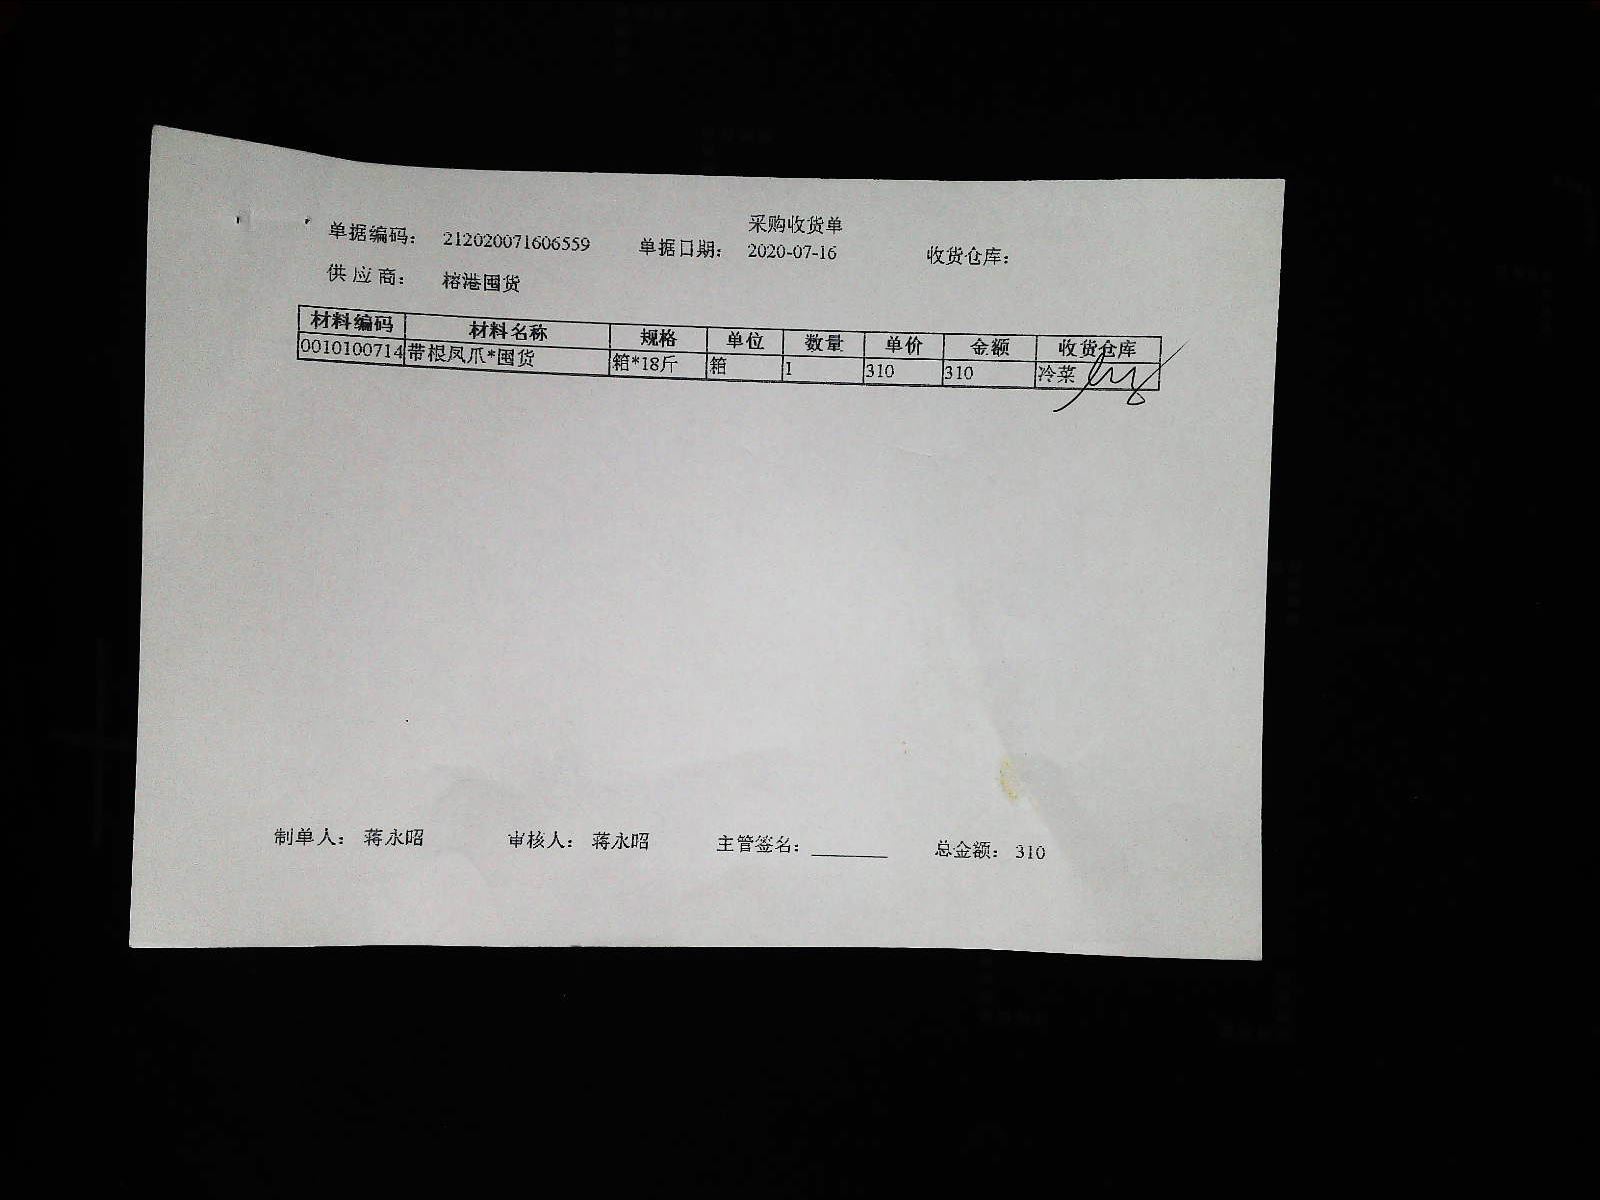 采购收货单
单据编码： 212020071606559 单据日期： 2020-07-16 收货仓库：
供应商： 榕港囤货
材料编码 材料名称 规格 单位 数量 单价 金额 收货仓库
0010100714 带根凤爪*囤货 箱*18斤 箱 1 310 310 冷菜
制单人： 蒋永昭 审核人： 蒋永昭 主管签名：________ 总金额： 310